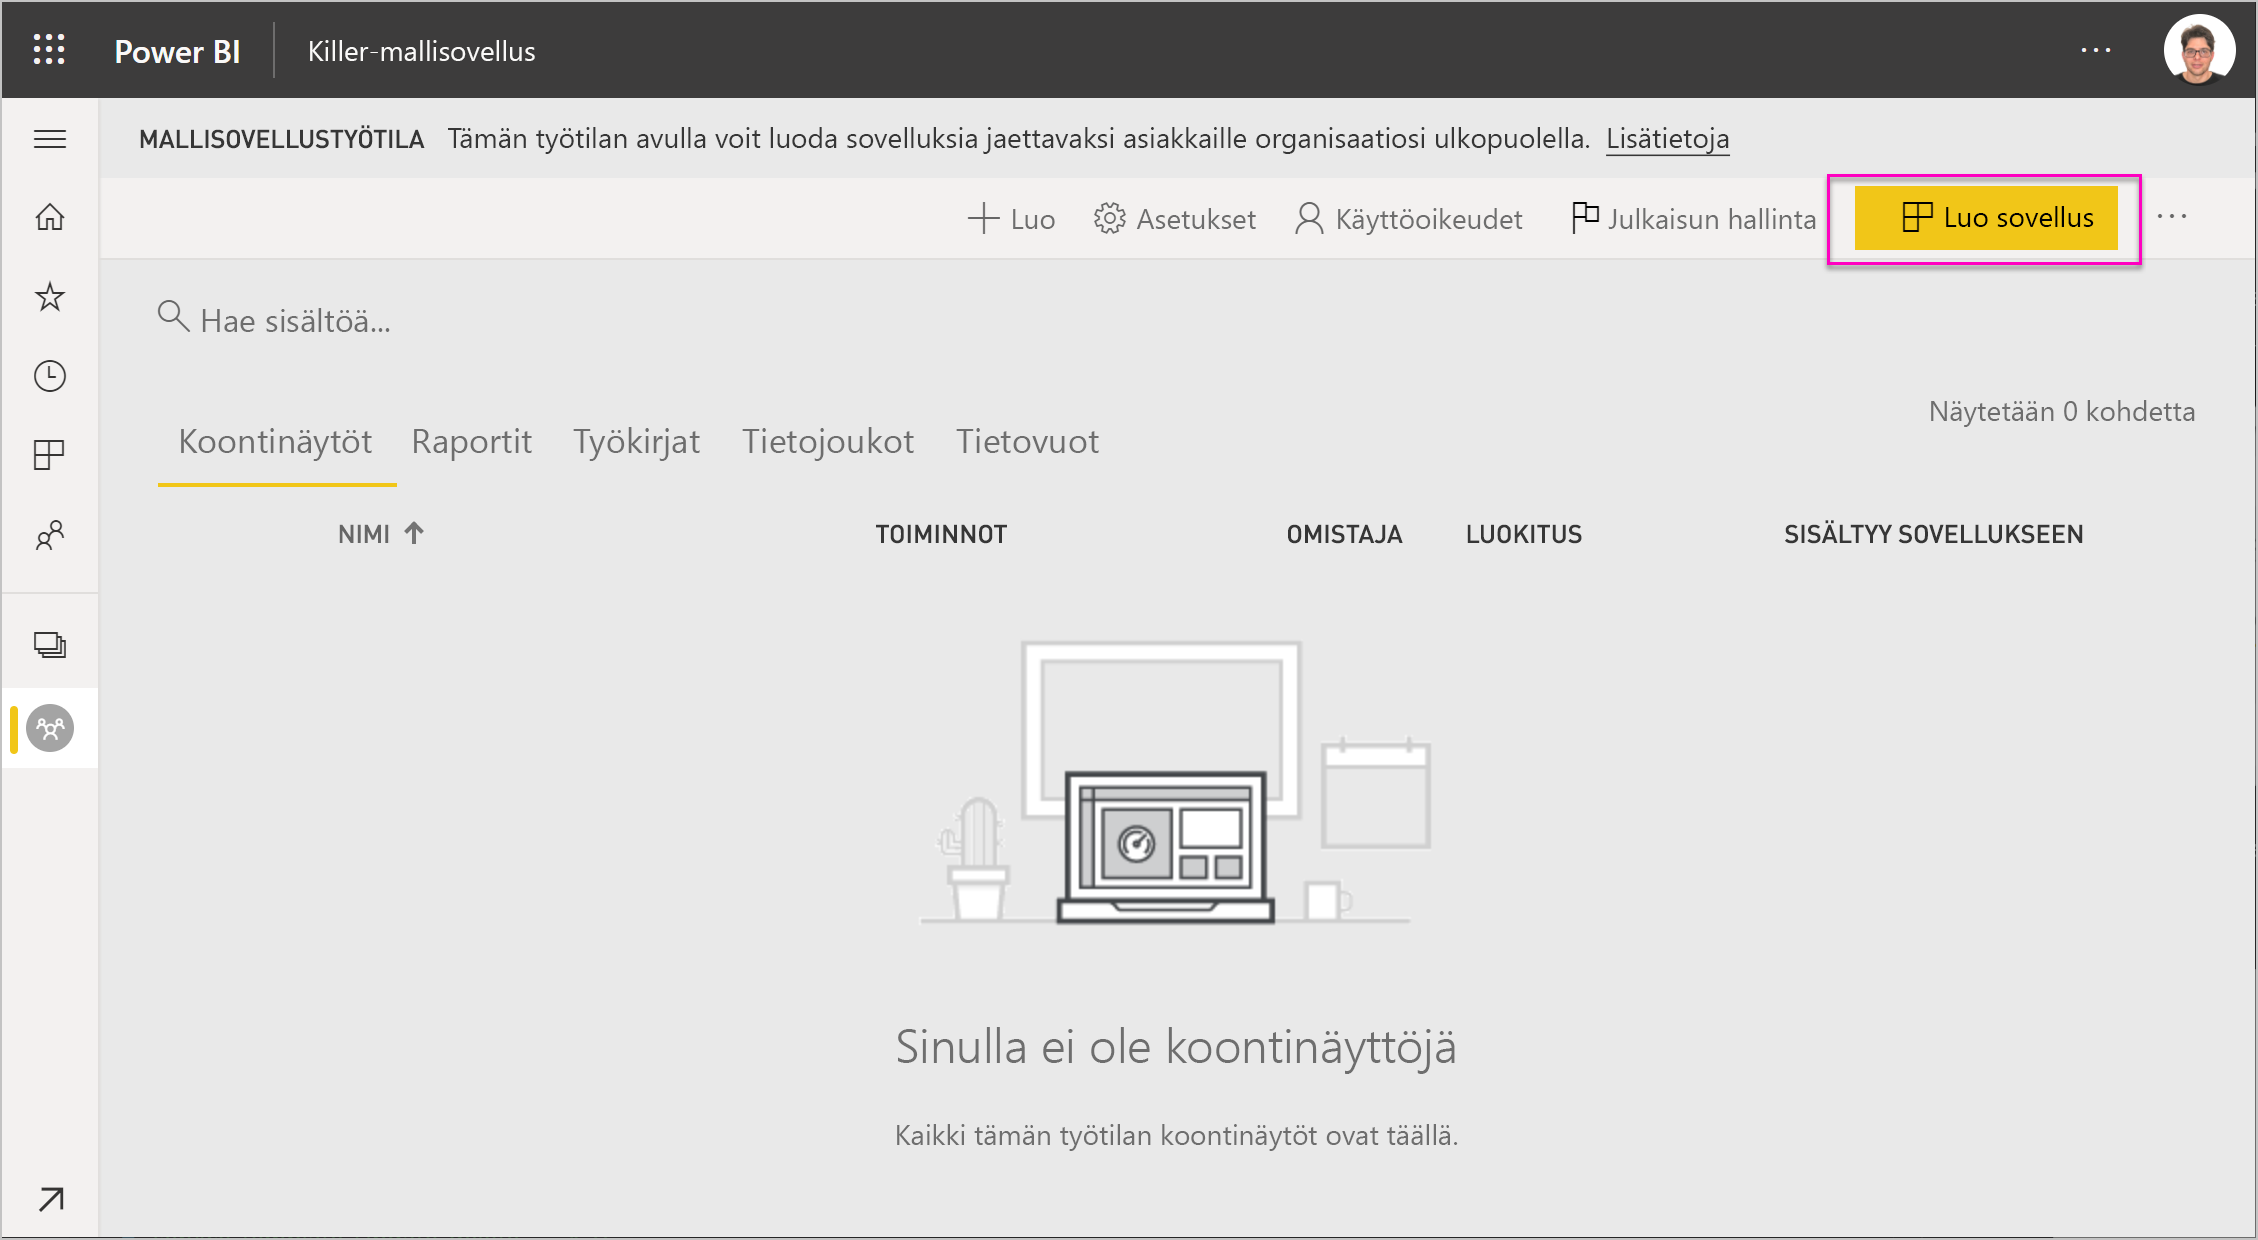 Power BI Killer-mallisovellus ...
MALLISOVELLUSTYÖTILA Tämän työtilan avulla voit luoda sovelluksia jaettavaksi asiakkaille organisaatiosi ulkopuolella. Lisätietoja
Luo Asetukset Käyttöoikeudet Julkaisun hallinta Luo sovellus ...
Hae sisältöä...
Näytetään 0 kohdetta
Koontinäytöt Raportit Työkirjat Tietojoukot Tietovuot
NIMI TOIMINNOT OMISTAJA LUOKITUS SISÄLTYY SOVELLUKSEEN
Sinulla ei ole koontinäyttöjä
Kaikki tämän työtilan koontinäytöt ovat täällä.